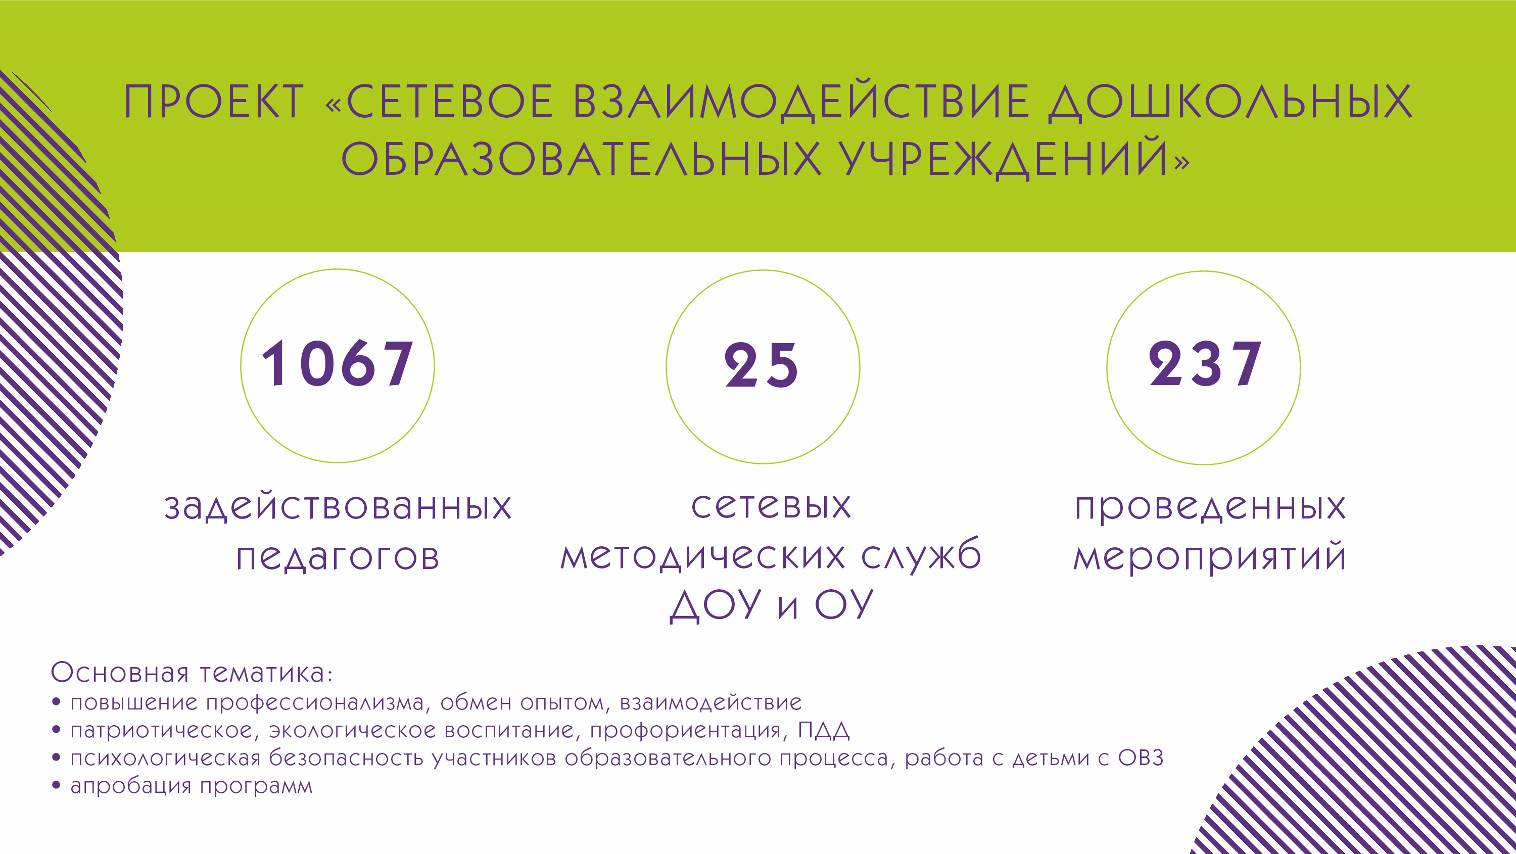 ПРОЕКТ «СЕТЕВОЕ ВЗАИМОДЕЙСТВИЕ ДОШКОЛЬНЫХ
ОБРАЗОВАТЕЛЬНЫХ УЧРЕЖДЕНИЙ»
1067
25
237
задействованных
педагогов
сетевых
методических служб
ДОУ и ОУ
проведенных
мероприятий
Основная тематика:
• повышение профессионализма, обмен опытом, взаимодействие
• патриотическое, экологическое воспитание, профориентация, ПДД
• психологическая безопасность участников образовательного процесса, работа с детьми с ОВЗ
• апробация программ